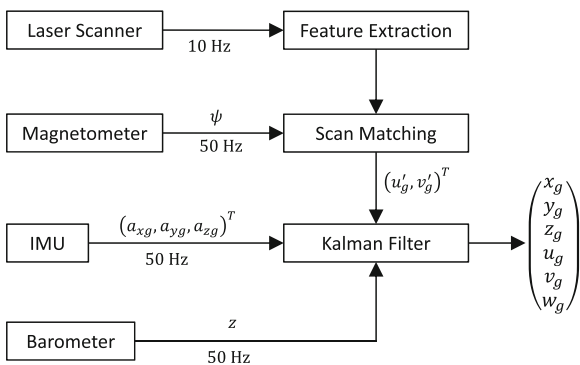 Laser Scanner
10 Hz
Feature Extraction
Magnetometer
ψ
50 Hz
Scan Matching
(u′g, v′g)ᵀ
IMU
(axg, ayg, azg)ᵀ
50 Hz
Kalman Filter
xg
yg
zg
ug
vg
wg
Barometer
z
50 Hz